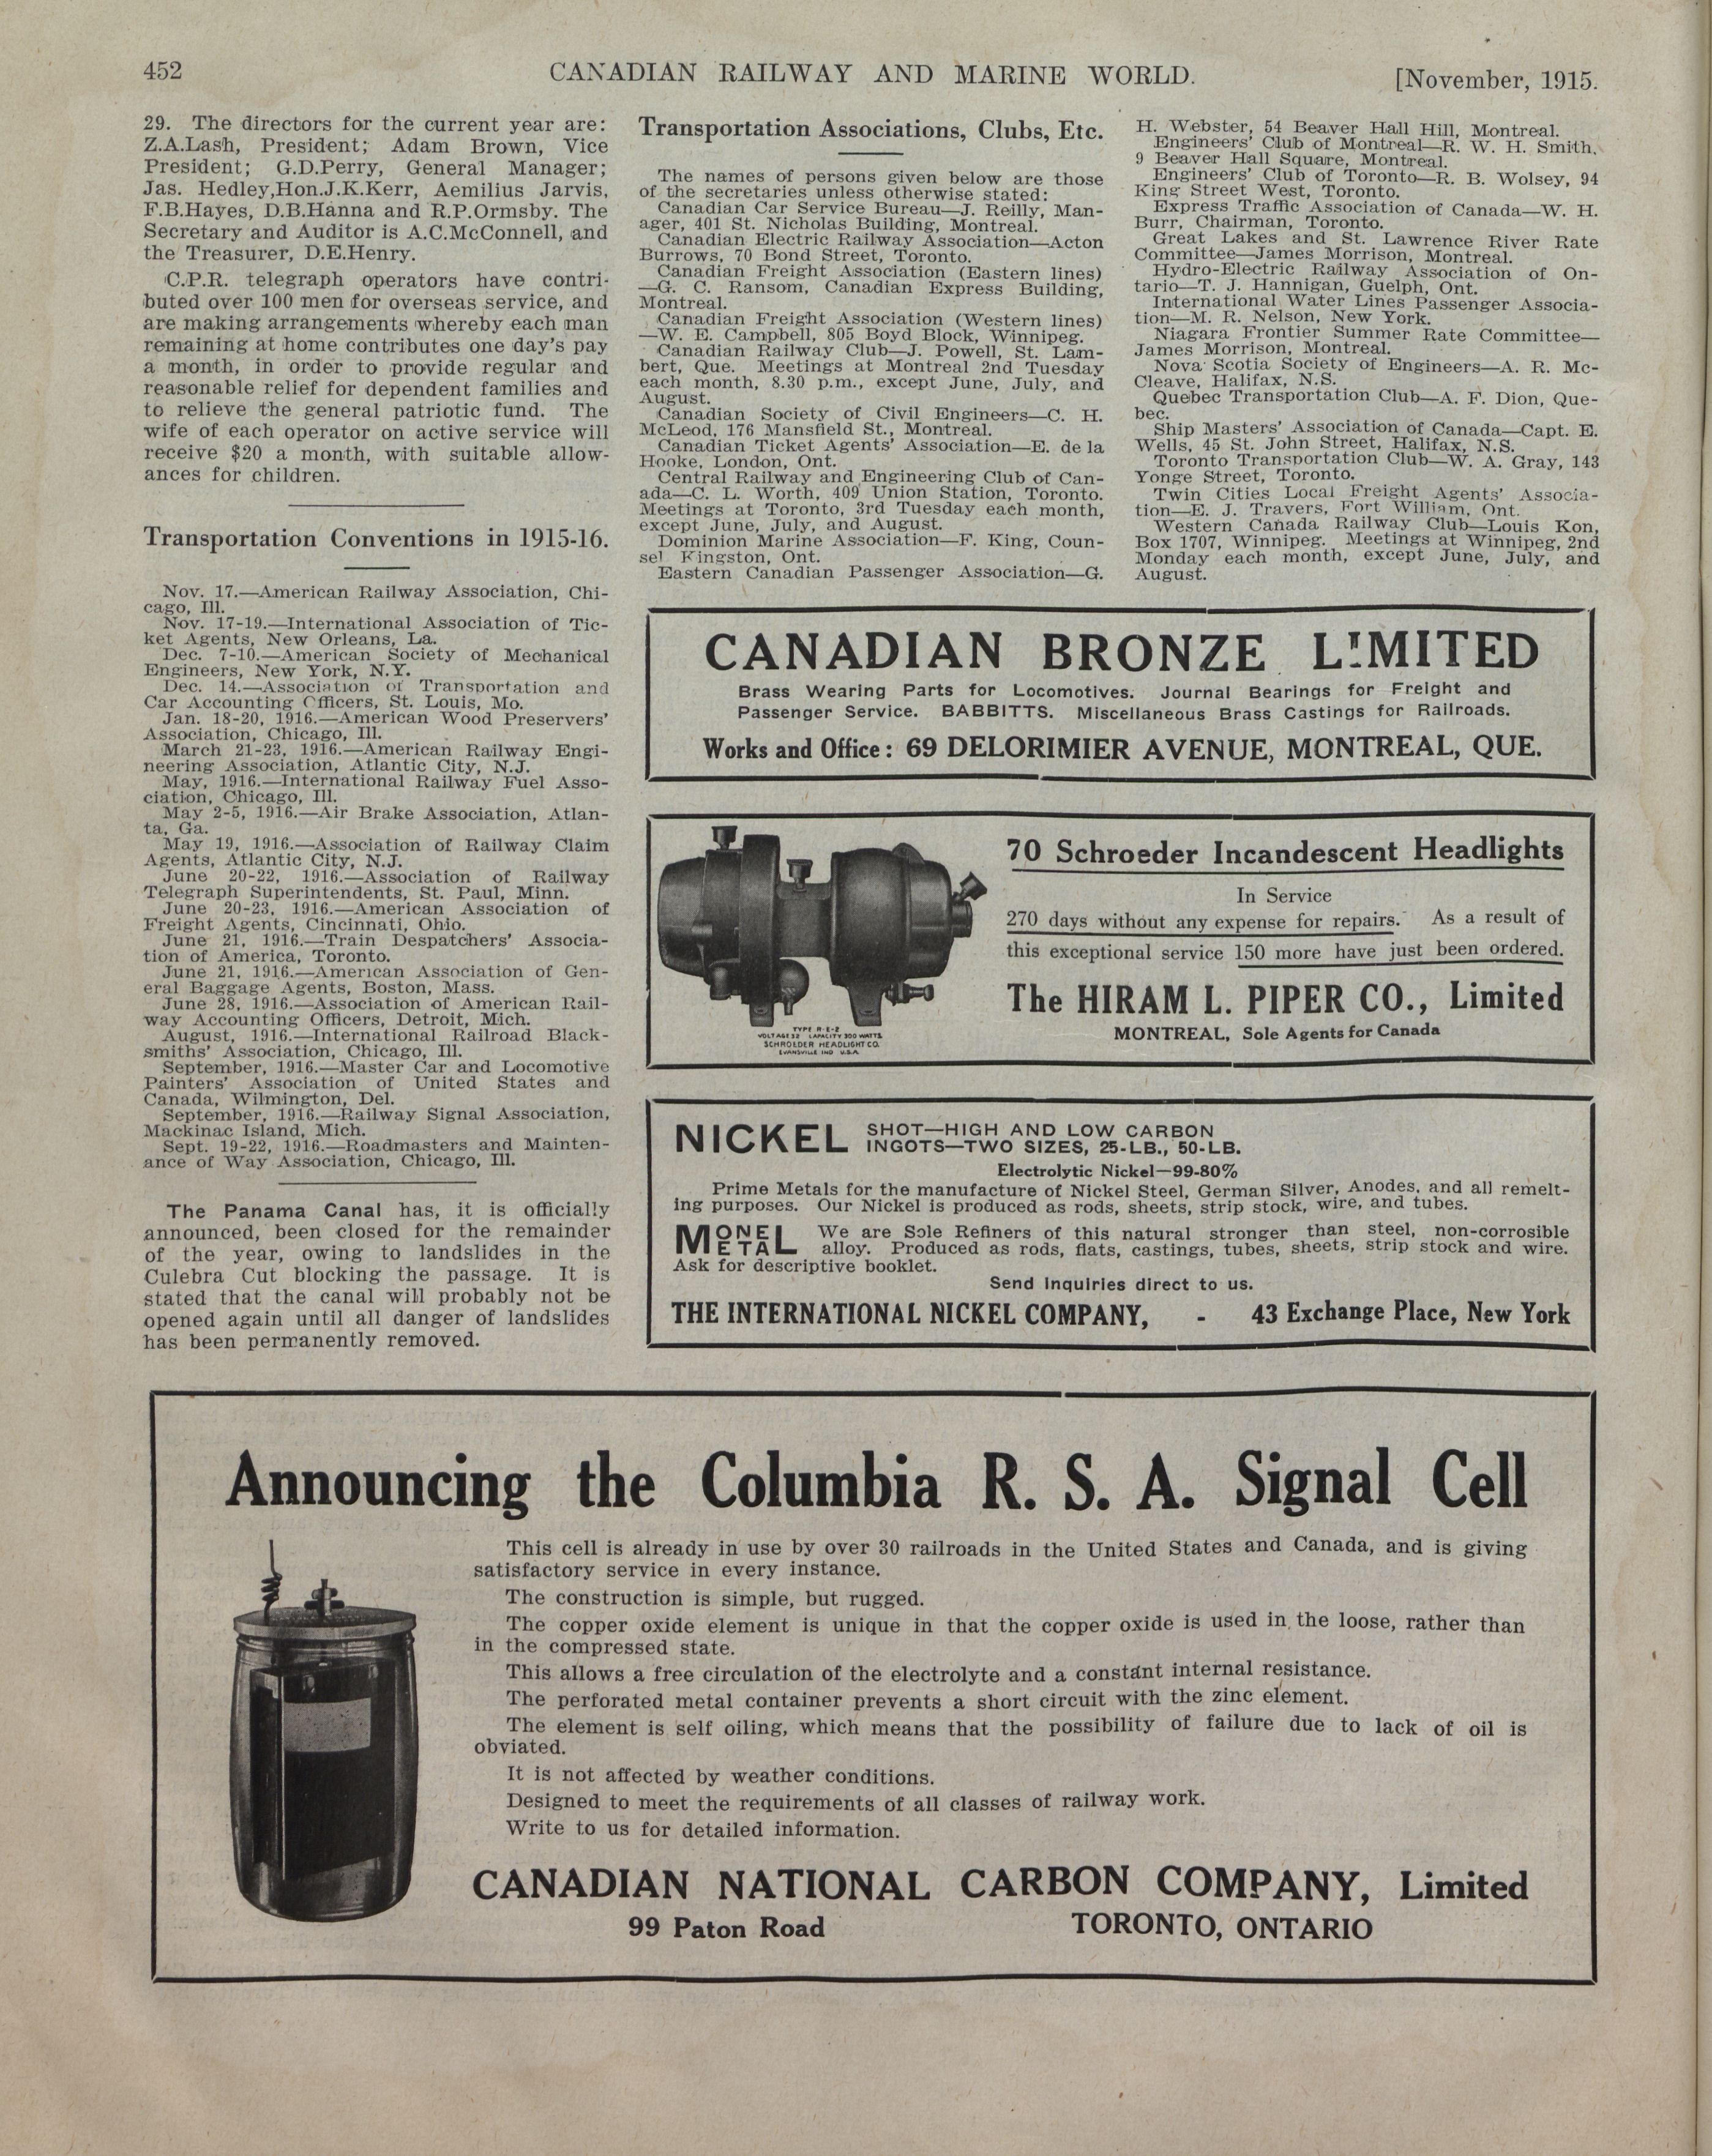 452
CANADIAN RAILWAY AND MARINE WORLD.
[November, 1915.
29. The directors for the current year are:
Z.A.Lash, President; Adam Brown, Vice
President; G.D.Perry, General Manager;
Jas. Hedley,Hon.J.K.Kerr, Aemilius Jarvis,
F.B.Hayes, D.B.Hanna and R.P.Ormsby. The
Secretary and Auditor is A.C.McConnell, and
the Treasurer, D.E.Henry.
C.P.R. telegraph operators have contri-
buted over 100 men for overseas service, and
are making arrangements whereby each man
remaining at home contributes one day's pay
a month, in order to provide regular and
reasonable relief for dependent families and
to relieve the general patriotic fund. The
wife of each operator on active service will
receive $20 a month, with suitable allow-
ances for children.
Transportation Conventions in 1915-16.
Nov. 17.—American Railway Association, Chi-
cago, Ill.
Nov. 17-19.—International Association of Tic-
ket Agents, New Orleans, La.
Dec. 7-10.—American Society of Mechanical
Engineers, New York, N.Y.
Dec. 14.—Association of Transportation and
Car Accounting Officers, St. Louis, Mo.
Jan. 18-20, 1916.—American Wood Preservers'
Association, Chicago, Ill.
March 21-23, 1916.—American Railway Engi-
neering Association, Atlantic City, N.J.
May, 1916.—International Railway Fuel Asso-
ciation, Chicago, Ill.
May 2-5, 1916.—Air Brake Association, Atlan-
ta, Ga.
May 19, 1916.—Association of Railway Claim
Agents, Atlantic City, N.J.
June 20-22, 1916.—Association of Railway
Telegraph Superintendents, St. Paul, Minn.
June 20-23, 1916.—American Association of
Freight Agents, Cincinnati, Ohio.
June 21, 1916.—Train Despatchers' Associa-
tion of America, Toronto.
June 21, 1916.—American Association of Gen-
eral Baggage Agents, Boston, Mass.
June 28, 1916.—Association of American Rail-
way Accounting Officers, Detroit, Mich.
August, 1916.—International Railroad Black-
smiths' Association, Chicago, Ill.
September, 1916.—Master Car and Locomotive
Painters' Association of United States and
Canada, Wilmington, Del.
September, 1916.—Railway Signal Association,
Mackinac Island, Mich.
Sept. 19-22, 1916.—Roadmasters and Mainten-
ance of Way Association, Chicago, Ill.
The Panama Canal has, it is officially
announced, been closed for the remainder
of the year, owing to landslides in the
Culebra Cut blocking the passage. It is
stated that the canal will probably not be
opened again until all danger of landslides
has been permanently removed.
Transportation Associations, Clubs, Etc.
The names of persons given below are those
of the secretaries unless otherwise stated:
Canadian Car Service Bureau—J. Reilly, Man-
ager, 401 St. Nicholas Building, Montreal.
Canadian Electric Railway Association—Acton
Burrows, 70 Bond Street, Toronto.
Canadian Freight Association (Eastern lines)
—G. C. Ransom, Canadian Express Building,
Montreal.
Canadian Freight Association (Western lines)
—W. E. Campbell, 805 Boyd Block, Winnipeg.
Canadian Railway Club—J. Powell, St. Lam-
bert, Que. Meetings at Montreal 2nd Tuesday
each month, 8.30 p.m., except June, July, and
August.
Canadian Society of Civil Engineers—C. H.
McLeod, 176 Mansfield St., Montreal.
Canadian Ticket Agents' Association—E. de la
Hooke, London, Ont.
Central Railway and Engineering Club of Can-
ada—C. L. Worth, 409 Union Station, Toronto.
Meetings at Toronto, 3rd Tuesday each month,
except June, July, and August.
Dominion Marine Association—F. King, Coun-
sel Kingston, Ont.
Eastern Canadian Passenger Association—G.
H. Webster, 54 Beaver Hall Hill, Montreal.
Engineers' Club of Montreal—R. W. H. Smith,
9 Beaver Hall Square, Montreal.
Engineers' Club of Toronto—R. B. Wolsey, 94
King Street West, Toronto.
Express Traffic Association of Canada—W. H.
Burr, Chairman, Toronto.
Great Lakes and St. Lawrence River Rate
Committee—James Morrison, Montreal.
Hydro-Electric Railway Association of On-
tario—T. J. Hannigan, Guelph, Ont.
International Water Lines Passenger Associa-
tion—M. R. Nelson, New York.
Niagara Frontier Summer Rate Committee—
James Morrison, Montreal.
Nova Scotia Society of Engineers—A. R. Mc-
Cleave, Halifax, N.S.
Quebec Transportation Club—A. F. Dion, Que-
bec.
Ship Masters' Association of Canada—Capt. E.
Wells, 45 St. John Street, Halifax, N.S.
Toronto Transportation Club—W. A. Gray, 143
Yonge Street, Toronto.
Twin Cities Local Freight Agents' Associa-
tion—E. J. Travers, Fort William, Ont.
Western Canada Railway Club—Louis Kon,
Box 1707, Winnipeg. Meetings at Winnipeg, 2nd
Monday each month, except June, July, and
August.
CANADIAN BRONZE LIMITED
Brass Wearing Parts for Locomotives. Journal Bearings for Freight and
Passenger Service. BABBITTS. Miscellaneous Brass Castings for Railroads.
Works and Office: 69 DELORIMIER AVENUE, MONTREAL, QUE.
TYPE R-E-2
VOLTAGE 32 CAPACITY 300 WATTS
SCHROEDER HEADLIGHT CO.
EVANSVILLE IND U.S.A.
70 Schroeder Incandescent Headlights
In Service
270 days without any expense for repairs. As a result of
this exceptional service 150 more have just been ordered.
The HIRAM L. PIPER CO., Limited
MONTREAL, Sole Agents for Canada
NICKEL SHOT—HIGH AND LOW CARBON
INGOTS—TWO SIZES, 25-LB., 50-LB.
Electrolytic Nickel—99-80%
Prime Metals for the manufacture of Nickel Steel, German Silver, Anodes, and all remelt-
ing purposes. Our Nickel is produced as rods, sheets, strip stock, wire, and tubes.
MONEL METAL We are Sole Refiners of this natural stronger than steel, non-corrosible
alloy. Produced as rods, flats, castings, tubes, sheets, strip stock and wire.
Ask for descriptive booklet.
Send Inquiries direct to us.
THE INTERNATIONAL NICKEL COMPANY, - 43 Exchange Place, New York
Announcing the Columbia R. S. A. Signal Cell
This cell is already in use by over 30 railroads in the United States and Canada, and is giving
satisfactory service in every instance.
The construction is simple, but rugged.
The copper oxide element is unique in that the copper oxide is used in the loose, rather than
in the compressed state.
This allows a free circulation of the electrolyte and a constant internal resistance.
The perforated metal container prevents a short circuit with the zinc element.
The element is self oiling, which means that the possibility of failure due to lack of oil is
obviated.
It is not affected by weather conditions.
Designed to meet the requirements of all classes of railway work.
Write to us for detailed information.
CANADIAN NATIONAL CARBON COMPANY, Limited
99 Paton Road TORONTO, ONTARIO